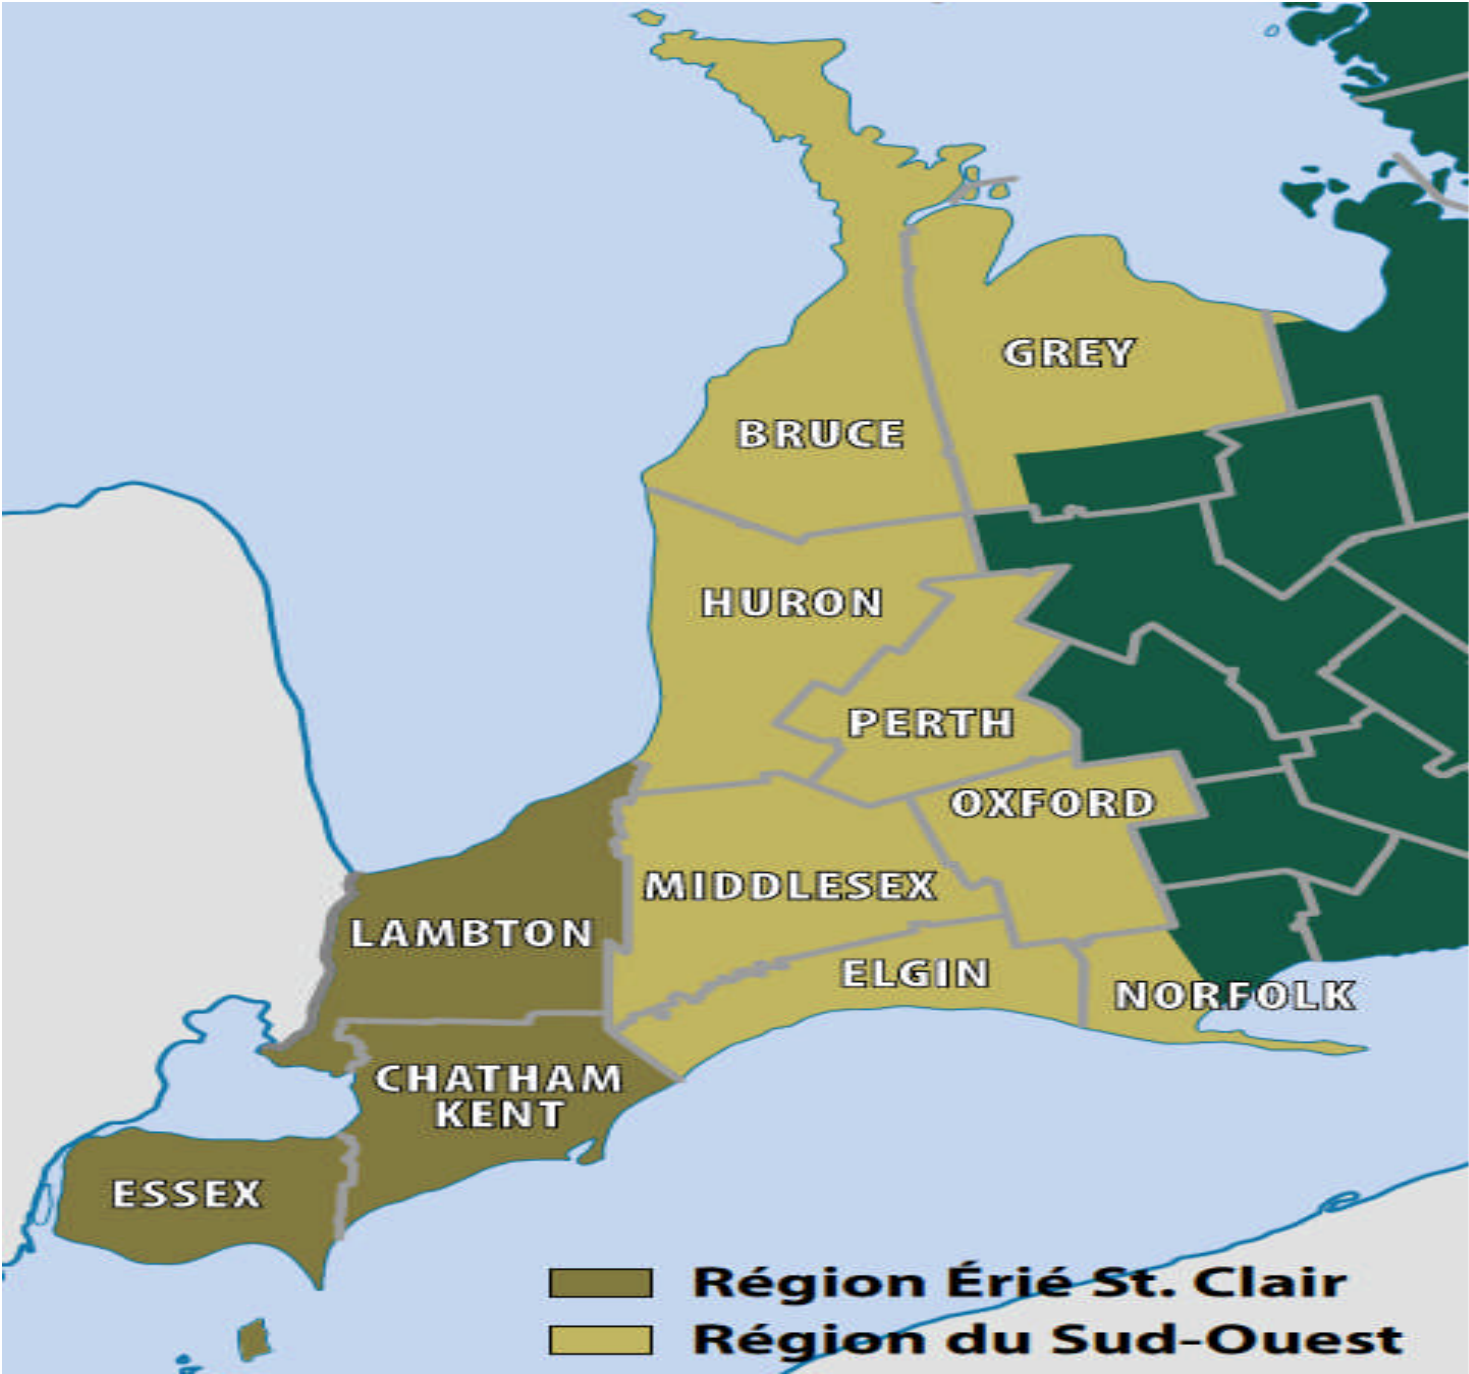 GREY
BRUCE
HURON
PERTH
OXFORD
MIDDLESEX
LAMBTON
ELGIN
NORFOLK
CHATHAM
KENT
ESSEX
Région Érié St. Clair
Région du Sud-Ouest